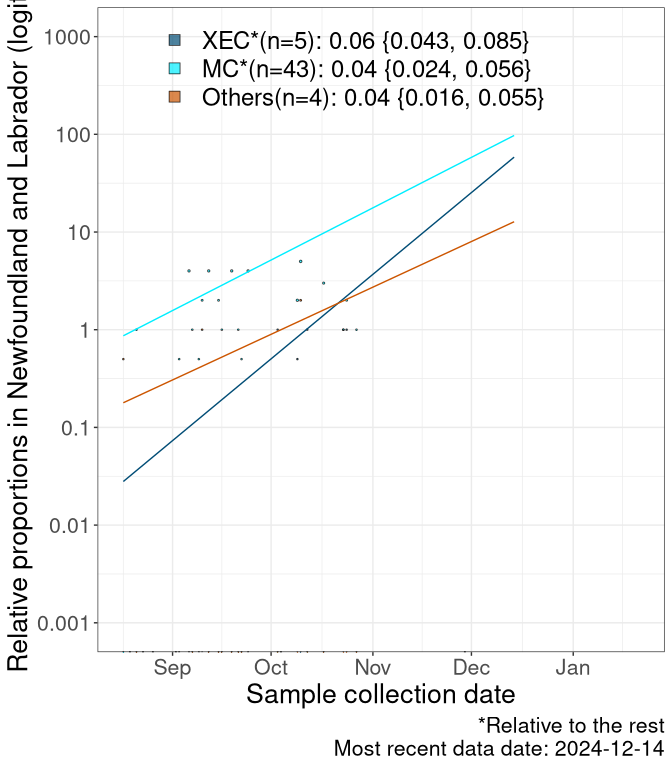 Relative proportions in Newfoundland and Labrador
XEC*(n=5): 0.06 {0.043, 0.085}
MC*(n=43): 0.04 {0.024, 0.056}
Others(n=4): 0.04 {0.016, 0.055}
1000
100
10
1
0.1
0.01
0.001
Sep Oct Nov Dec Jan
Sample collection date
*Relative to the rest
Most recent data date: 2024-12-14